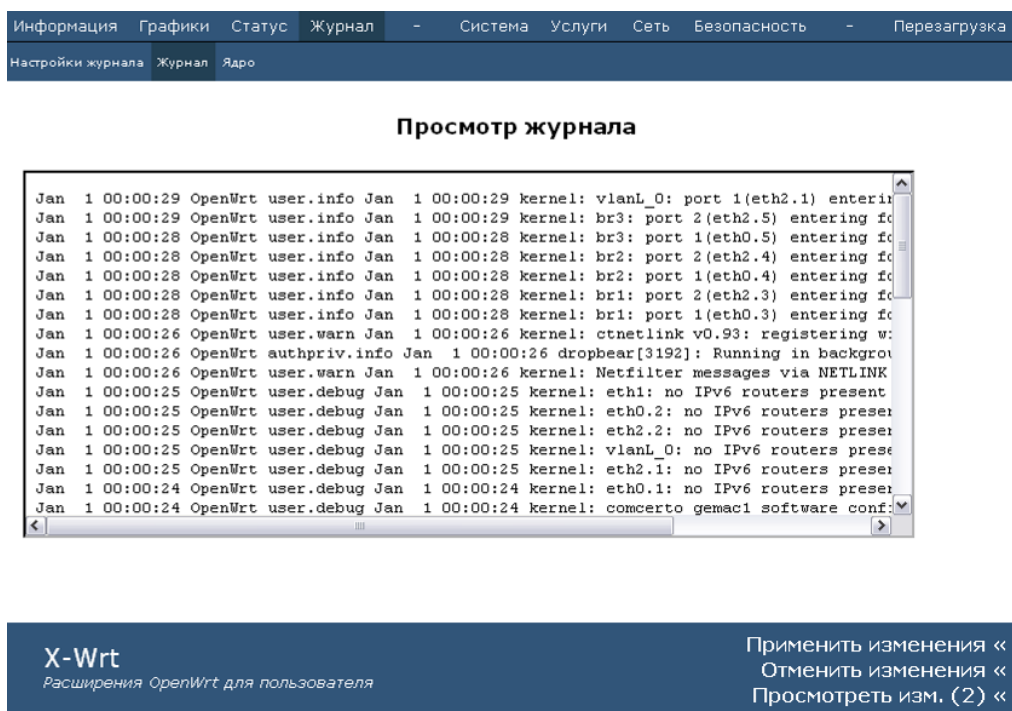 Информация Графики Статус Журнал - Система Услуги Сеть Безопасность - Перезагрузка
Настройки журнала Журнал Ядро
Просмотр журнала
Jan 1 00:00:29 OpenWrt user.info Jan 1 00:00:29 kernel: vlanL_0: port 1(eth2.1)
Jan 1 00:00:29 OpenWrt user.info Jan 1 00:00:29 kernel: br3: port 2(eth2.5) entering
Jan 1 00:00:28 OpenWrt user.info Jan 1 00:00:28 kernel: br3: port 1(eth0.5) entering
Jan 1 00:00:28 OpenWrt user.info Jan 1 00:00:28 kernel: br2: port 2(eth2.4) entering
Jan 1 00:00:28 OpenWrt user.info Jan 1 00:00:28 kernel: br2: port 1(eth0.4) entering
Jan 1 00:00:28 OpenWrt user.info Jan 1 00:00:28 kernel: br1: port 2(eth2.3) entering
Jan 1 00:00:28 OpenWrt user.info Jan 1 00:00:28 kernel: br1: port 1(eth0.3) entering
Jan 1 00:00:26 OpenWrt user.warn Jan 1 00:00:26 kernel: ctnetlink v0.93: registering
Jan 1 00:00:26 OpenWrt authpriv.info Jan 1 00:00:26 dropbear[3192]: Running in
Jan 1 00:00:26 OpenWrt user.warn Jan 1 00:00:26 kernel: Netfilter messages via NETLINK
Jan 1 00:00:25 OpenWrt user.debug Jan 1 00:00:25 kernel: eth1: no IPv6 routers present
Jan 1 00:00:25 OpenWrt user.debug Jan 1 00:00:25 kernel: eth0.2: no IPv6 routers
Jan 1 00:00:25 OpenWrt user.debug Jan 1 00:00:25 kernel: eth2.2: no IPv6 routers
Jan 1 00:00:25 OpenWrt user.debug Jan 1 00:00:25 kernel: vlanL_0: no IPv6 routers
Jan 1 00:00:25 OpenWrt user.debug Jan 1 00:00:25 kernel: eth2.1: no IPv6 routers
Jan 1 00:00:24 OpenWrt user.debug Jan 1 00:00:24 kernel: eth0.1: no IPv6 routers
Jan 1 00:00:24 OpenWrt user.debug Jan 1 00:00:24 kernel: comcerto gemac1 software
X-Wrt
Расширения OpenWrt для пользователя
Применить изменения «
Отменить изменения «
Просмотреть изм. (2) «